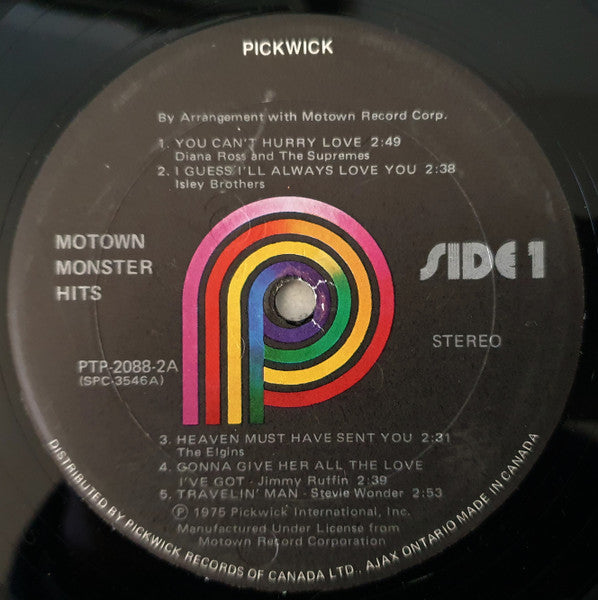 PICKWICK
By Arrangement with Motown Record Corp.
1. YOU CAN'T HURRY LOVE 2:49
Diana Ross and The Supremes
2. I GUESS I'LL ALWAYS LOVE YOU 2:38
Isley Brothers
MOTOWN
MONSTER
HITS
SIDE 1
STEREO
PTP-2088-2A
(SPC-3546A)
3. HEAVEN MUST HAVE SENT YOU 2:31
The Elgins
4. GONNA GIVE HER ALL THE LOVE
I'VE GOT - Jimmy Ruffin 2:39
5. TRAVELIN' MAN - Stevie Wonder 2:53
Ⓟ 1975 Pickwick International, Inc.
Manufactured Under License from
Motown Record Corporation
DISTRIBUTED BY PICKWICK RECORDS OF CANADA LTD., AJAX ONTARIO MADE IN CANADA